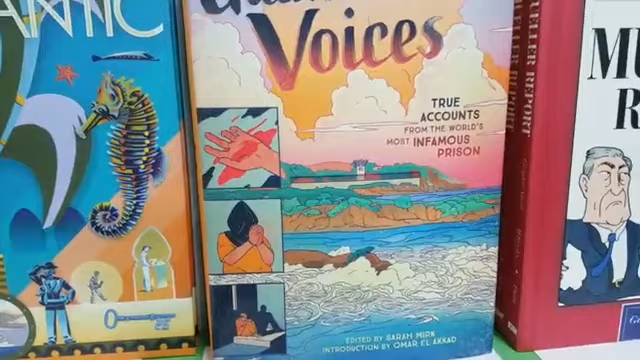 ANTIC
Voices
TRUE
ACCOUNTS
FROM THE WORLD'S
MOST INFAMOUS
PRISON
EDITED BY SARAH MIRK
INTRODUCTION BY OMAR EL AKKAD
ELLER REPORT
MU
R